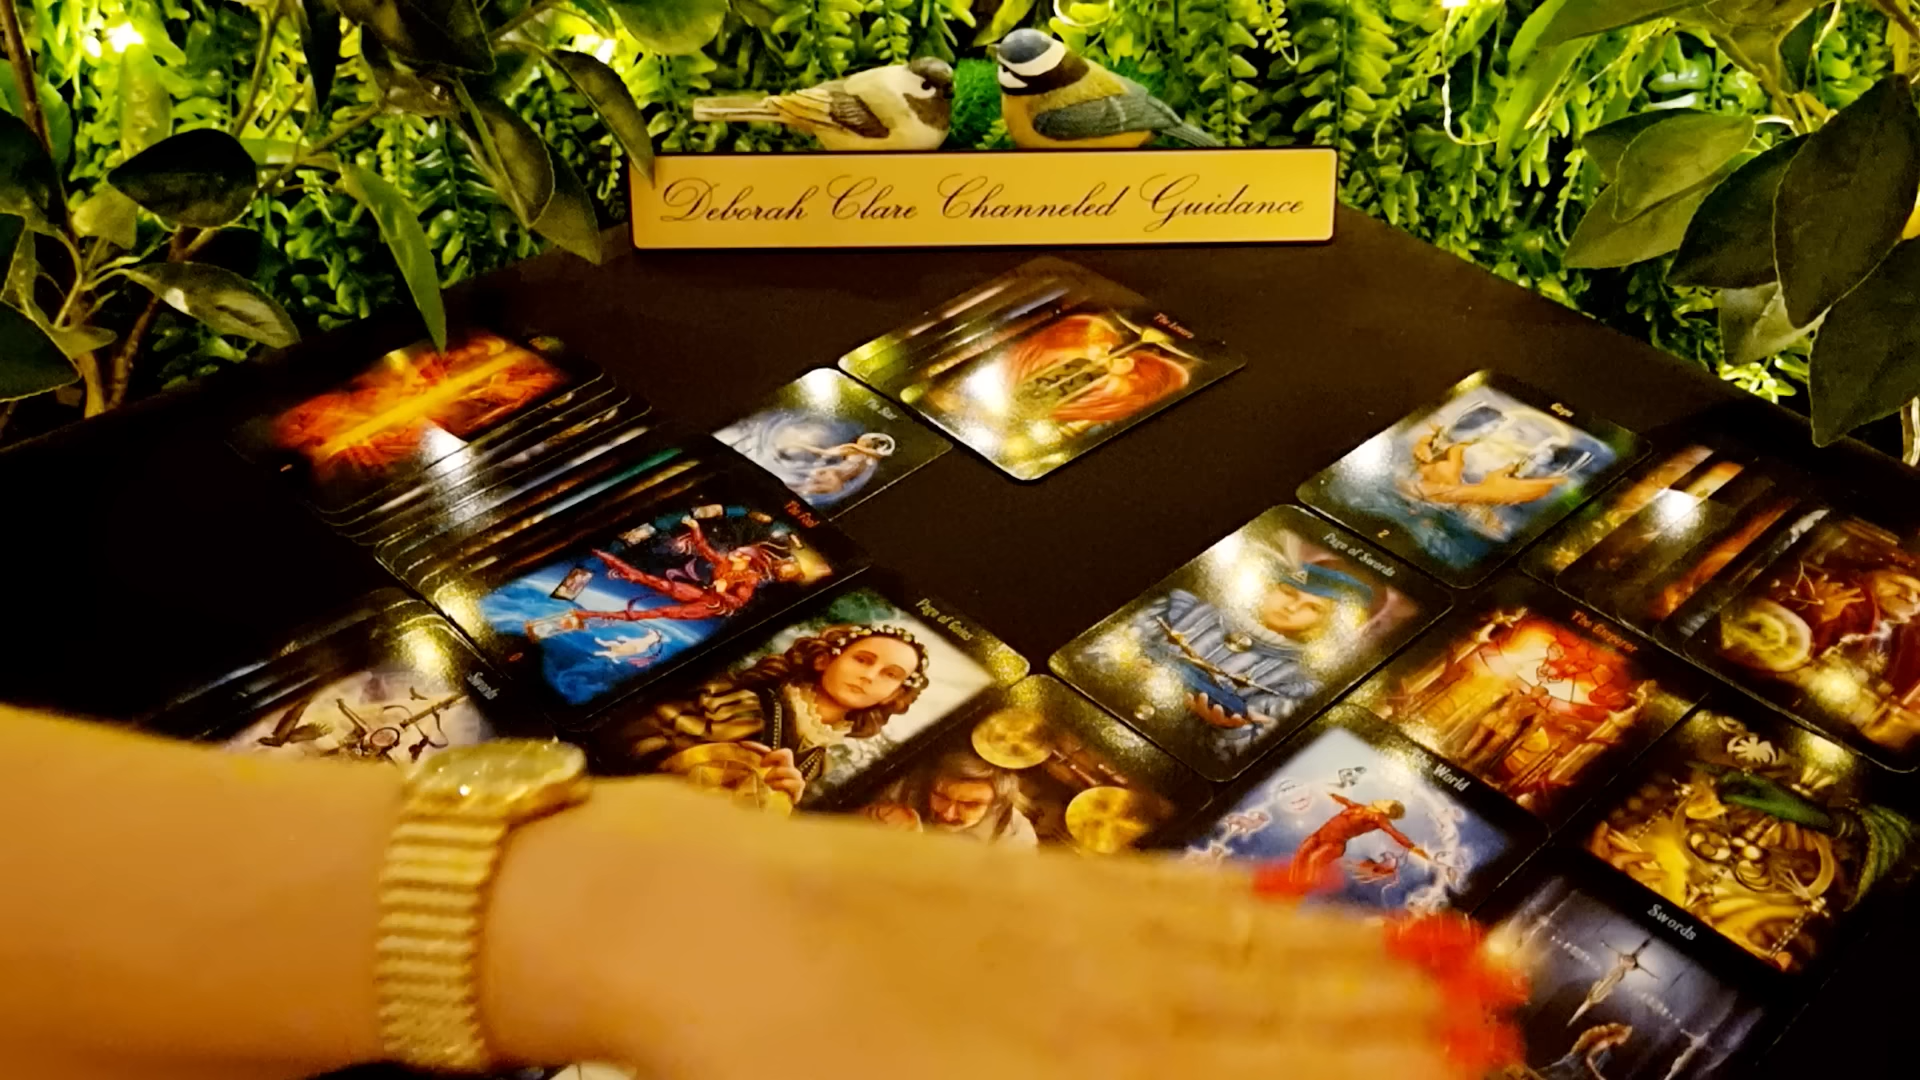 Deborah Clare Channeled Guidance
The Lovers
The Star
Cups
2
The Fool
0
Page of Swords
Page of Coins
The Emperor
Swords
The World
Swords